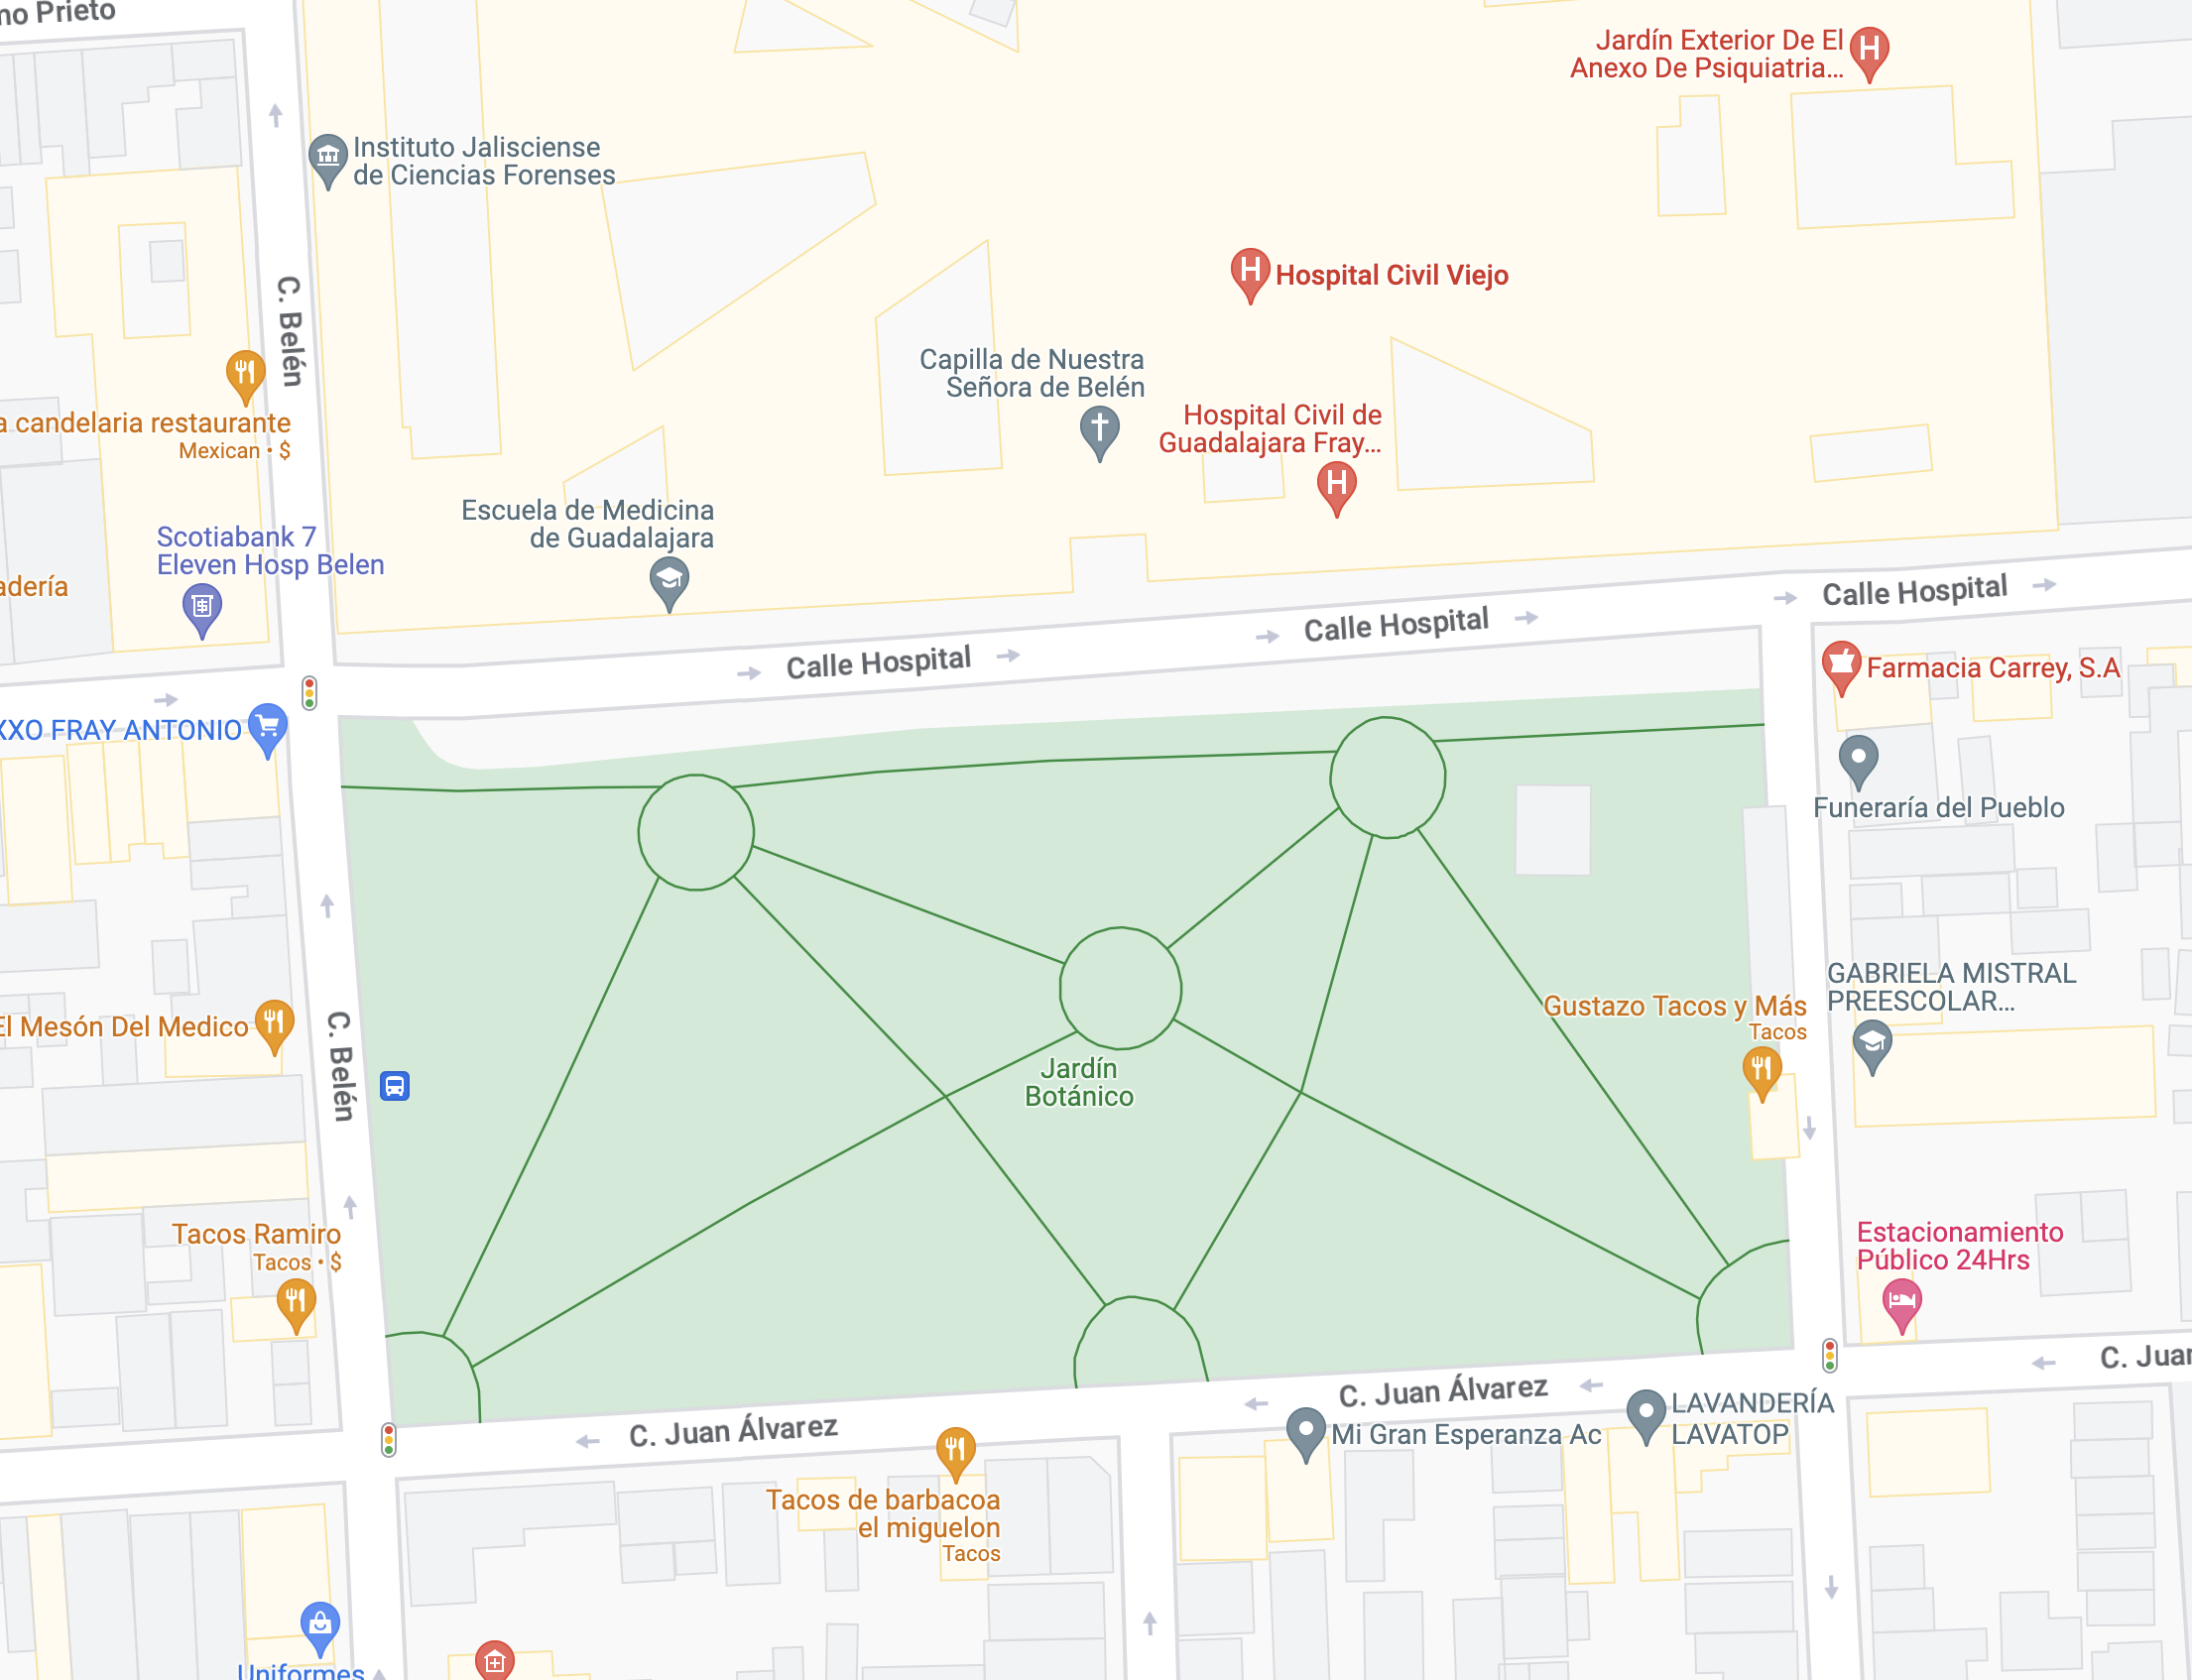 no Prieto
Jardín Exterior De El
Anexo De Psiquiatria...
Instituto Jalisciense
de Ciencias Forenses
C. Belén
Hospital Civil Viejo
Capilla de Nuestra
Señora de Belén
a candelaria restaurante
Mexican • $
Hospital Civil de
Guadalajara Fray...
Escuela de Medicina
de Guadalajara
Scotiabank 7
Eleven Hosp Belen
adería
Calle Hospital
Calle Hospital
Calle Hospital
Farmacia Carrey, S.A
XXO FRAY ANTONIO
Funeraría del Pueblo
GABRIELA MISTRAL
PREESCOLAR...
Gustazo Tacos y Más
Tacos
El Mesón Del Medico
C. Belén
Jardín
Botánico
Tacos Ramiro
Tacos • $
Estacionamiento
Público 24Hrs
C. Juar
C. Juan Álvarez
C. Juan Álvarez
Mi Gran Esperanza Ac
LAVANDERÍA
LAVATOP
Tacos de barbacoa
el miguelon
Tacos
Uniformes